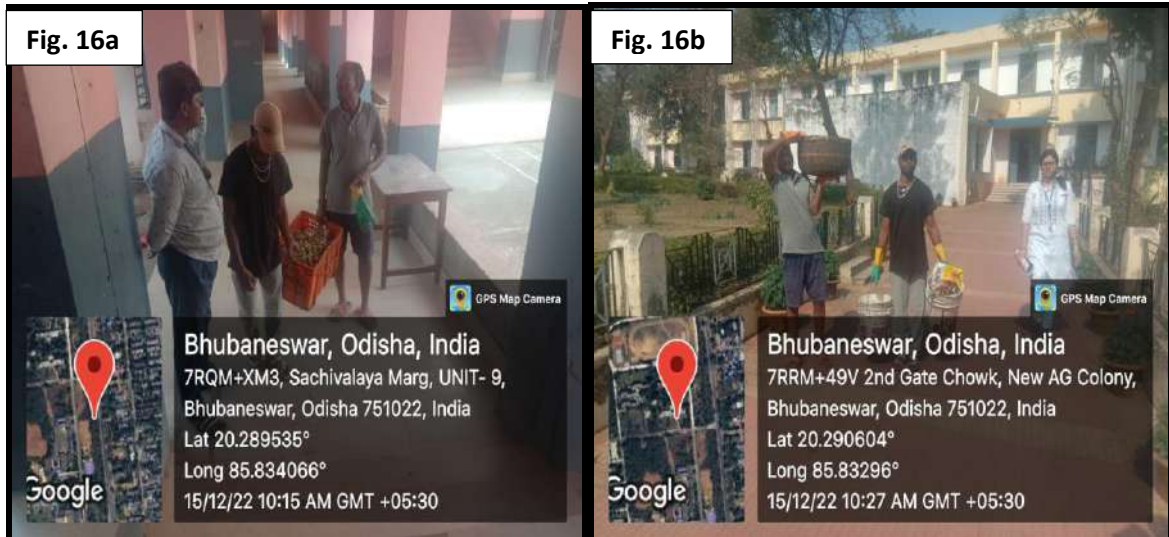 Fig. 16a
GPS Map Camera
Bhubaneswar, Odisha, India
7RQM+XM3, Sachivalaya Marg, UNIT- 9,
Bhubaneswar, Odisha 751022, India
Lat 20.289535°
Long 85.834066°
15/12/22 10:15 AM GMT +05:30
Google
Fig. 16b
GPS Map Camera
Bhubaneswar, Odisha, India
7RRM+49V 2nd Gate Chowk, New AG Colony,
Bhubaneswar, Odisha 751022, India
Lat 20.290604°
Long 85.83296°
15/12/22 10:27 AM GMT +05:30
Google